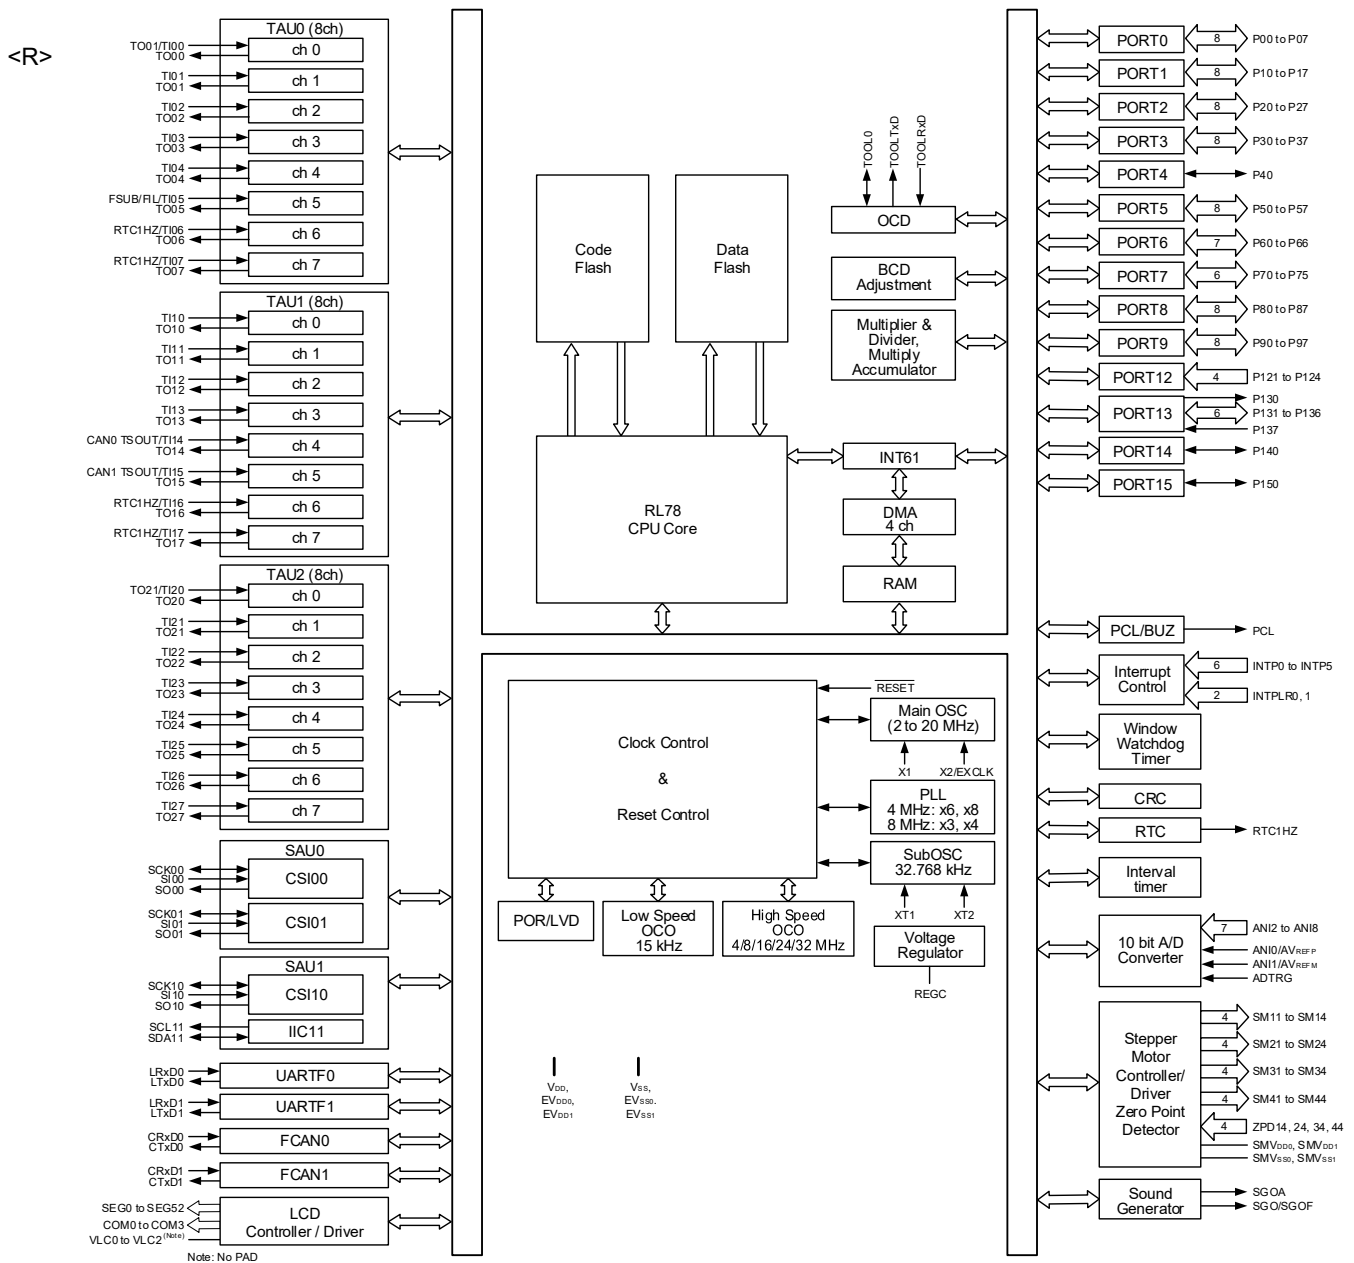 <R>
TAU0 (8ch)
TO01/TI00
TO00
ch 0
TI01
TO01
ch 1
TI02
TO02
ch 2
TI03
TO03
ch 3
TI04
TO04
ch 4
FSUB/FIL/TI05
TO05
ch 5
RTC1HZ/TI06
TO06
ch 6
RTC1HZ/TI07
TO07
ch 7
TAU1 (8ch)
TI10
TO10
ch 0
TI11
TO11
ch 1
TI12
TO12
ch 2
TI13
TO13
ch 3
CAN0 TSOUT/TI14
TO14
ch 4
CAN1 TSOUT/TI15
TO15
ch 5
RTC1HZ/TI16
TO16
ch 6
RTC1HZ/TI17
TO17
ch 7
TAU2 (8ch)
TO21/TI20
TO20
ch 0
TI21
TO21
ch 1
TI22
TO22
ch 2
TI23
TO23
ch 3
TI24
TO24
ch 4
TI25
TO25
ch 5
TI26
TO26
ch 6
TI27
TO27
ch 7
SAU0
SCK00
SI00
SO00
CSI00
SCK01
SI01
SO01
CSI01
SAU1
SCK10
SI10
SO10
CSI10
SCL11
SDA11
IIC11
LRxD0
LTxD0
UARTF0
LRxD1
LTxD1
UARTF1
CRxD0
CTxD0
FCAN0
CRxD1
CTxD1
FCAN1
SEG0 to SEG52
COM0 to COM3
VLC0 to VLC2(Note)
LCD
Controller / Driver
Note: No PAD
Code
Flash
Data
Flash
TOOL0
TOOLTxD
TOOLRxD
OCD
BCD
Adjustment
Multiplier &
Divider,
Multiply
Accumulator
RL78
CPU Core
INT61
DMA
4 ch
RAM
Clock Control
&
Reset Control
RESET
Main OSC
(2 to 20 MHz)
X1
X2/EXCLK
PLL
4 MHz: x6, x8
8 MHz: x3, x4
SubOSC
32.768 kHz
XT1
XT2
POR/LVD
Low Speed
OCO
15 kHz
High Speed
OCO
4/8/16/24/32 MHz
Voltage
Regulator
REGC
VDD,
EVDD0,
EVDD1
VSS,
EVSS0.
EVSS1
PORT0
8
P00 to P07
PORT1
8
P10 to P17
PORT2
8
P20 to P27
PORT3
8
P30 to P37
PORT4
P40
PORT5
8
P50 to P57
PORT6
7
P60 to P66
PORT7
6
P70 to P75
PORT8
8
P80 to P87
PORT9
8
P90 to P97
PORT12
4
P121 to P124
PORT13
P130
6
P131 to P136
P137
PORT14
P140
PORT15
P150
PCL/BUZ
PCL
Interrupt
Control
6
INTP0 to INTP5
2
INTPLR0, 1
Window
Watchdog
Timer
CRC
RTC
RTC1HZ
Interval
timer
10 bit A/D
Converter
7
ANI2 to ANI8
ANI0/AVREFP
ANI1/AVREFM
ADTRG
Stepper
Motor
Controller/
Driver
Zero Point
Detector
4
SM11 to SM14
4
SM21 to SM24
4
SM31 to SM34
4
SM41 to SM44
4
ZPD14, 24, 34, 44
SMVDD0, SMVDD1
SMVSS0, SMVSS1
Sound
Generator
SGOA
SGO/SGOF